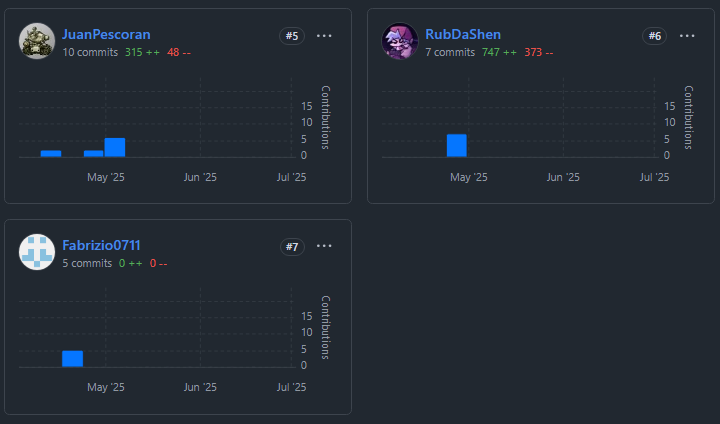 JuanPescoran #5 ...
10 commits 315 ++ 48 --
15
10
5
0
Contributions
May '25 Jun '25 Jul '25
RubDaShen #6 ...
7 commits 747 ++ 373 --
15
10
5
0
Contributions
May '25 Jun '25 Jul '25
Fabrizio0711 #7 ...
5 commits 0 ++ 0 --
15
10
5
0
Contributions
May '25 Jun '25 Jul '25